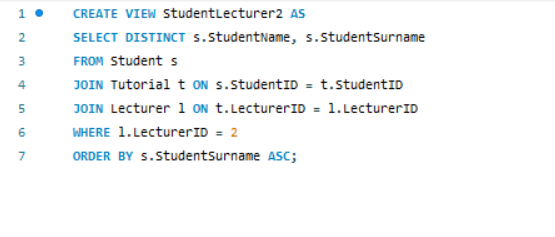 1 CREATE VIEW StudentLecturer2 AS
2 SELECT DISTINCT s.StudentName, s.StudentSurname
3 FROM Student s
4 JOIN Tutorial t ON s.StudentID = t.StudentID
5 JOIN Lecturer l ON t.LecturerID = l.LecturerID
6 WHERE l.LecturerID = 2
7 ORDER BY s.StudentSurname ASC;